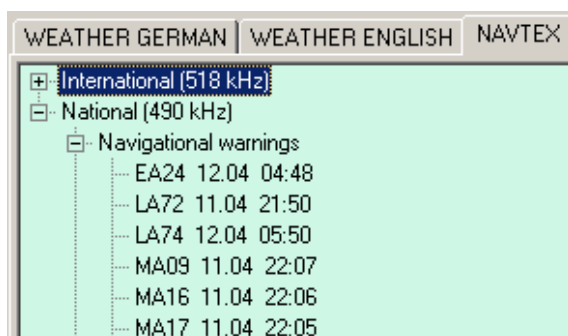 WEATHER GERMAN WEATHER ENGLISH NAVTEX
International (518 kHz)
National (490 kHz)
Navigational warnings
EA24 12.04 04:48
LA72 11.04 21:50
LA74 12.04 05:50
MA09 11.04 22:07
MA16 11.04 22:06
MA17 11.04 22:05